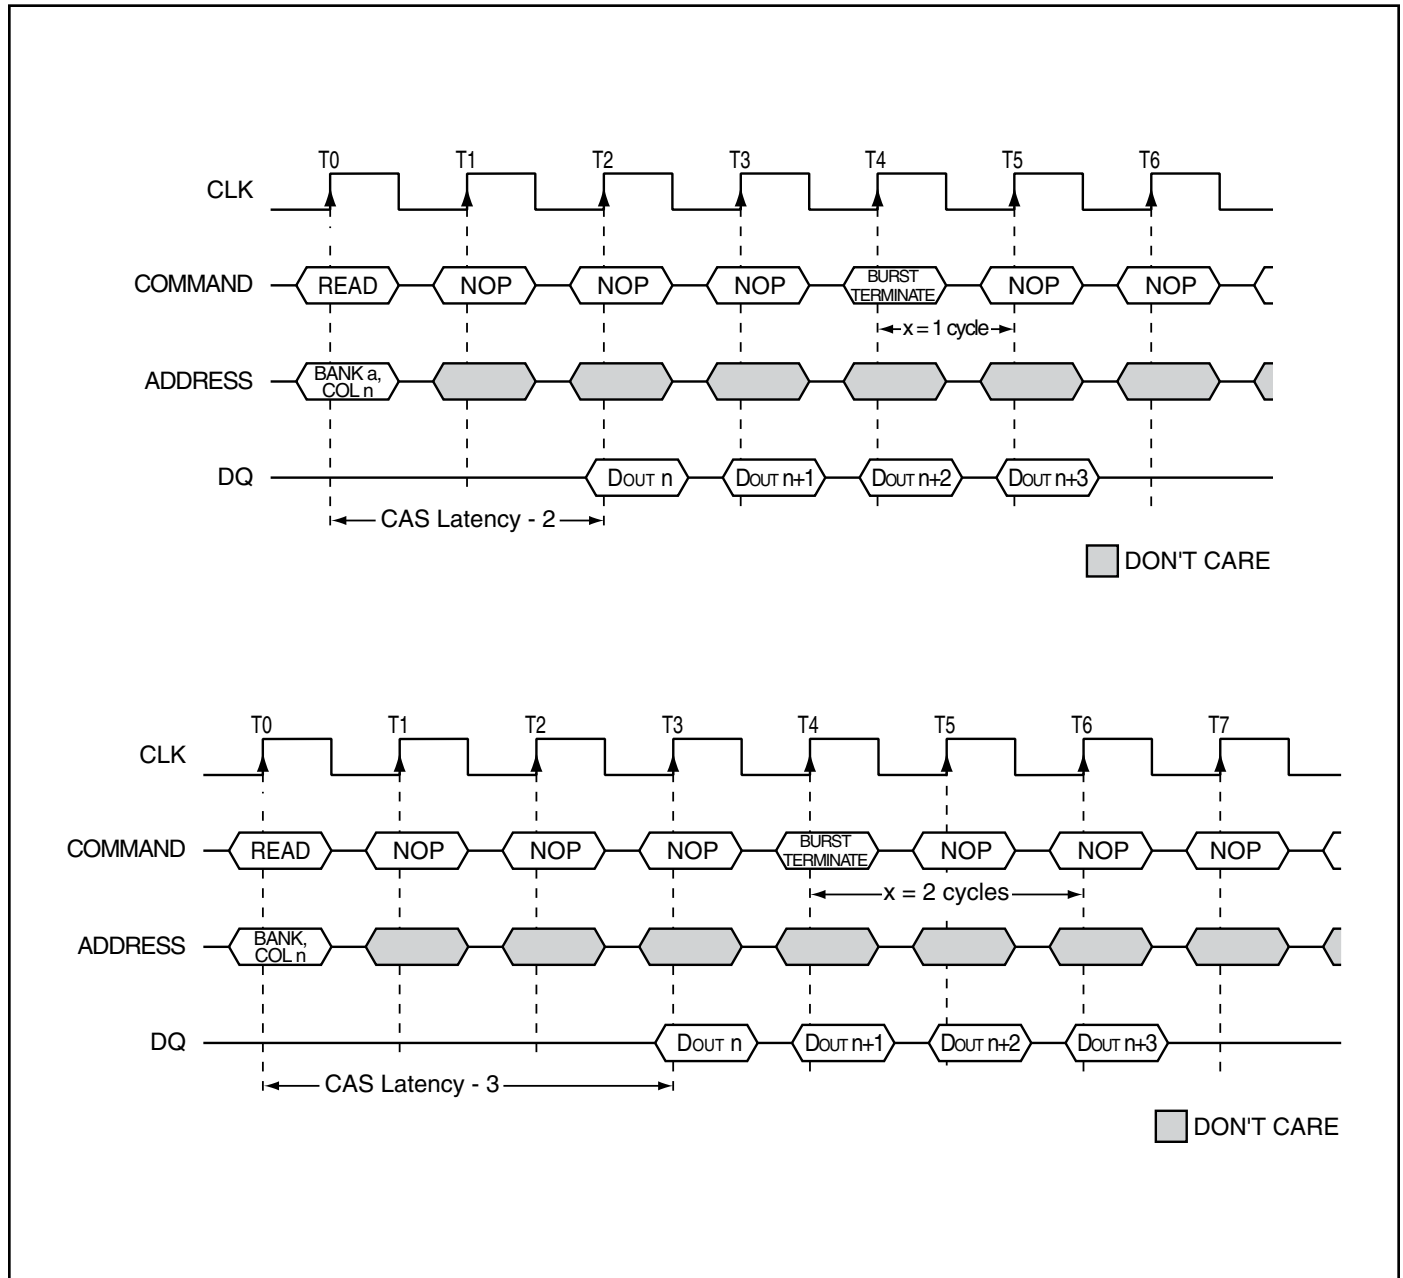 T0 T1 T2 T3 T4 T5 T6
CLK
COMMAND READ NOP NOP NOP BURST TERMINATE NOP NOP
x = 1 cycle
ADDRESS BANK a, COL n
DQ DOUT n DOUT n+1 DOUT n+2 DOUT n+3
CAS Latency - 2
DON'T CARE
T0 T1 T2 T3 T4 T5 T6 T7
CLK
COMMAND READ NOP NOP NOP BURST TERMINATE NOP NOP NOP
x = 2 cycles
ADDRESS BANK, COL n
DQ DOUT n DOUT n+1 DOUT n+2 DOUT n+3
CAS Latency - 3
DON'T CARE